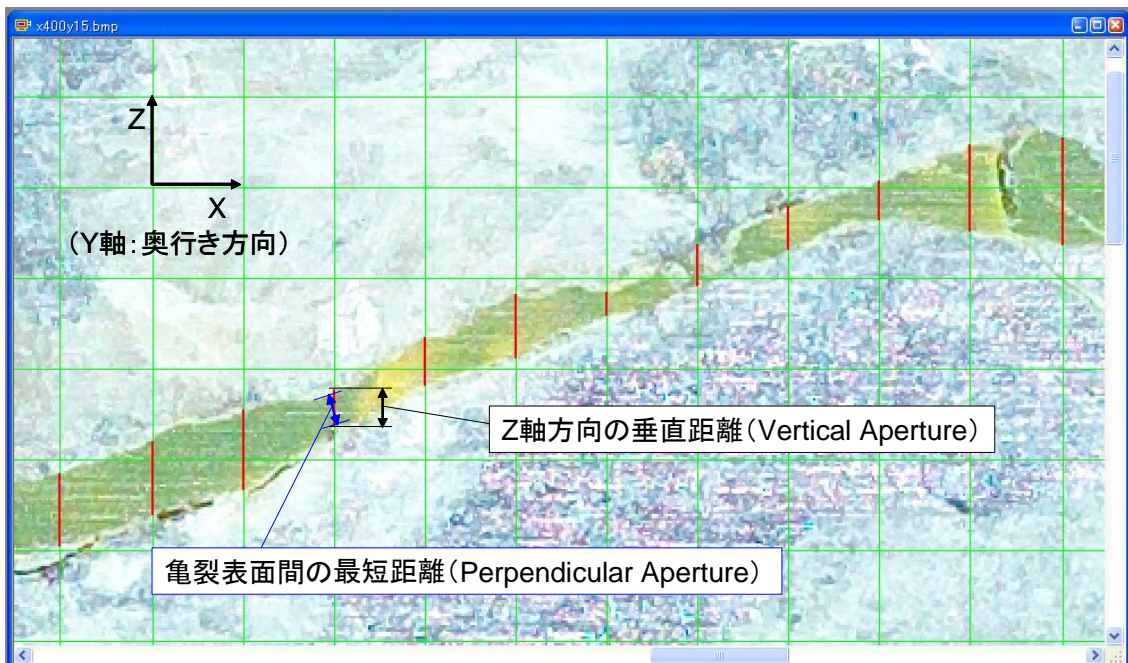 x400y15.bmp
Z
X
(Y軸:奥行き方向)
Z軸方向の垂直距離(Vertical Aperture)
亀裂表面間の最短距離(Perpendicular Aperture)